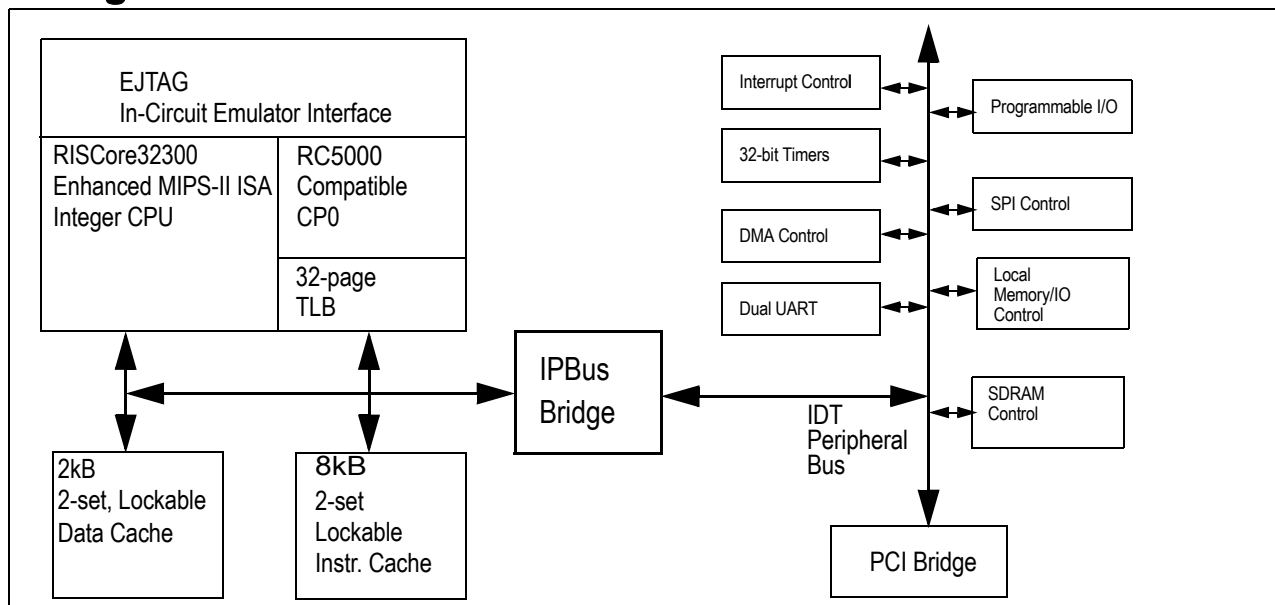 EJTAG
In-Circuit Emulator Interface
RISCore32300
Enhanced MIPS-II ISA
Integer CPU
RC5000
Compatible
CP0
32-page
TLB
2kB
2-set, Lockable
Data Cache
8kB
2-set
Lockable
Instr. Cache
IPBus
Bridge
IDT
Peripheral
Bus
Interrupt Control
32-bit Timers
DMA Control
Dual UART
Programmable I/O
SPI Control
Local
Memory/IO
Control
SDRAM
Control
PCI Bridge